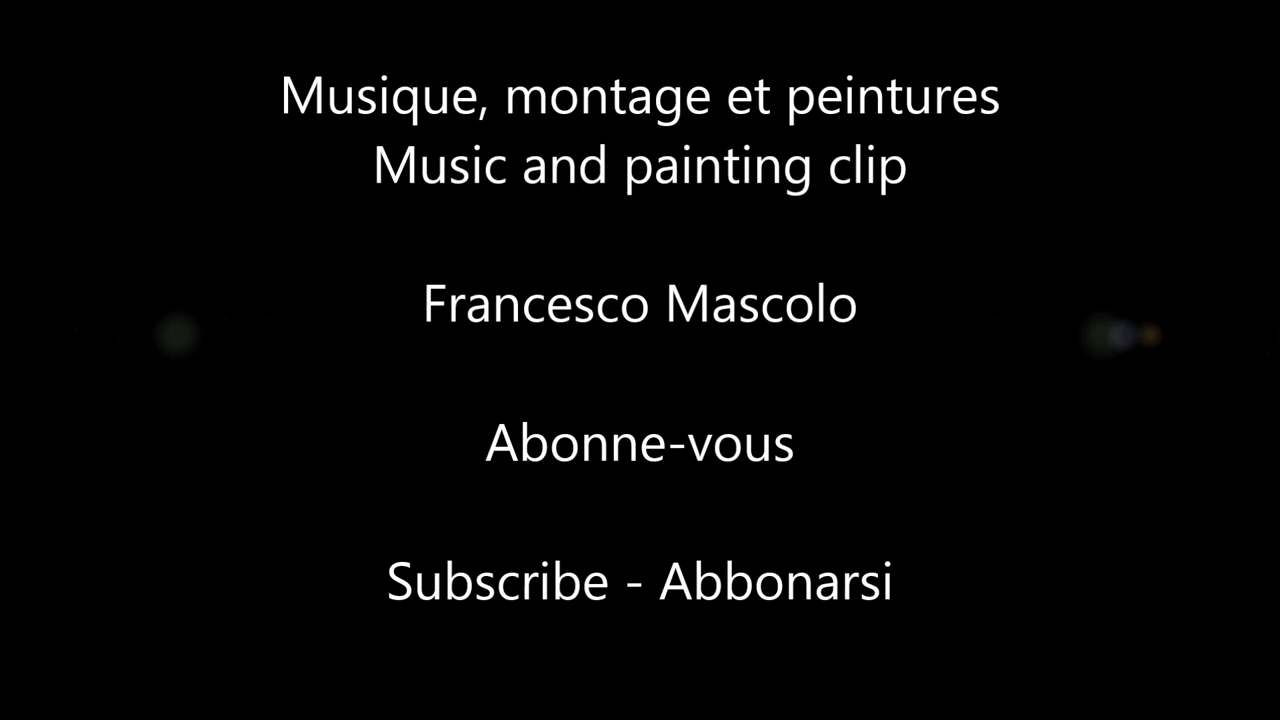 Musique, montage et peintures
Music and painting clip
Francesco Mascolo
Abonne-vous
Subscribe - Abbonarsi